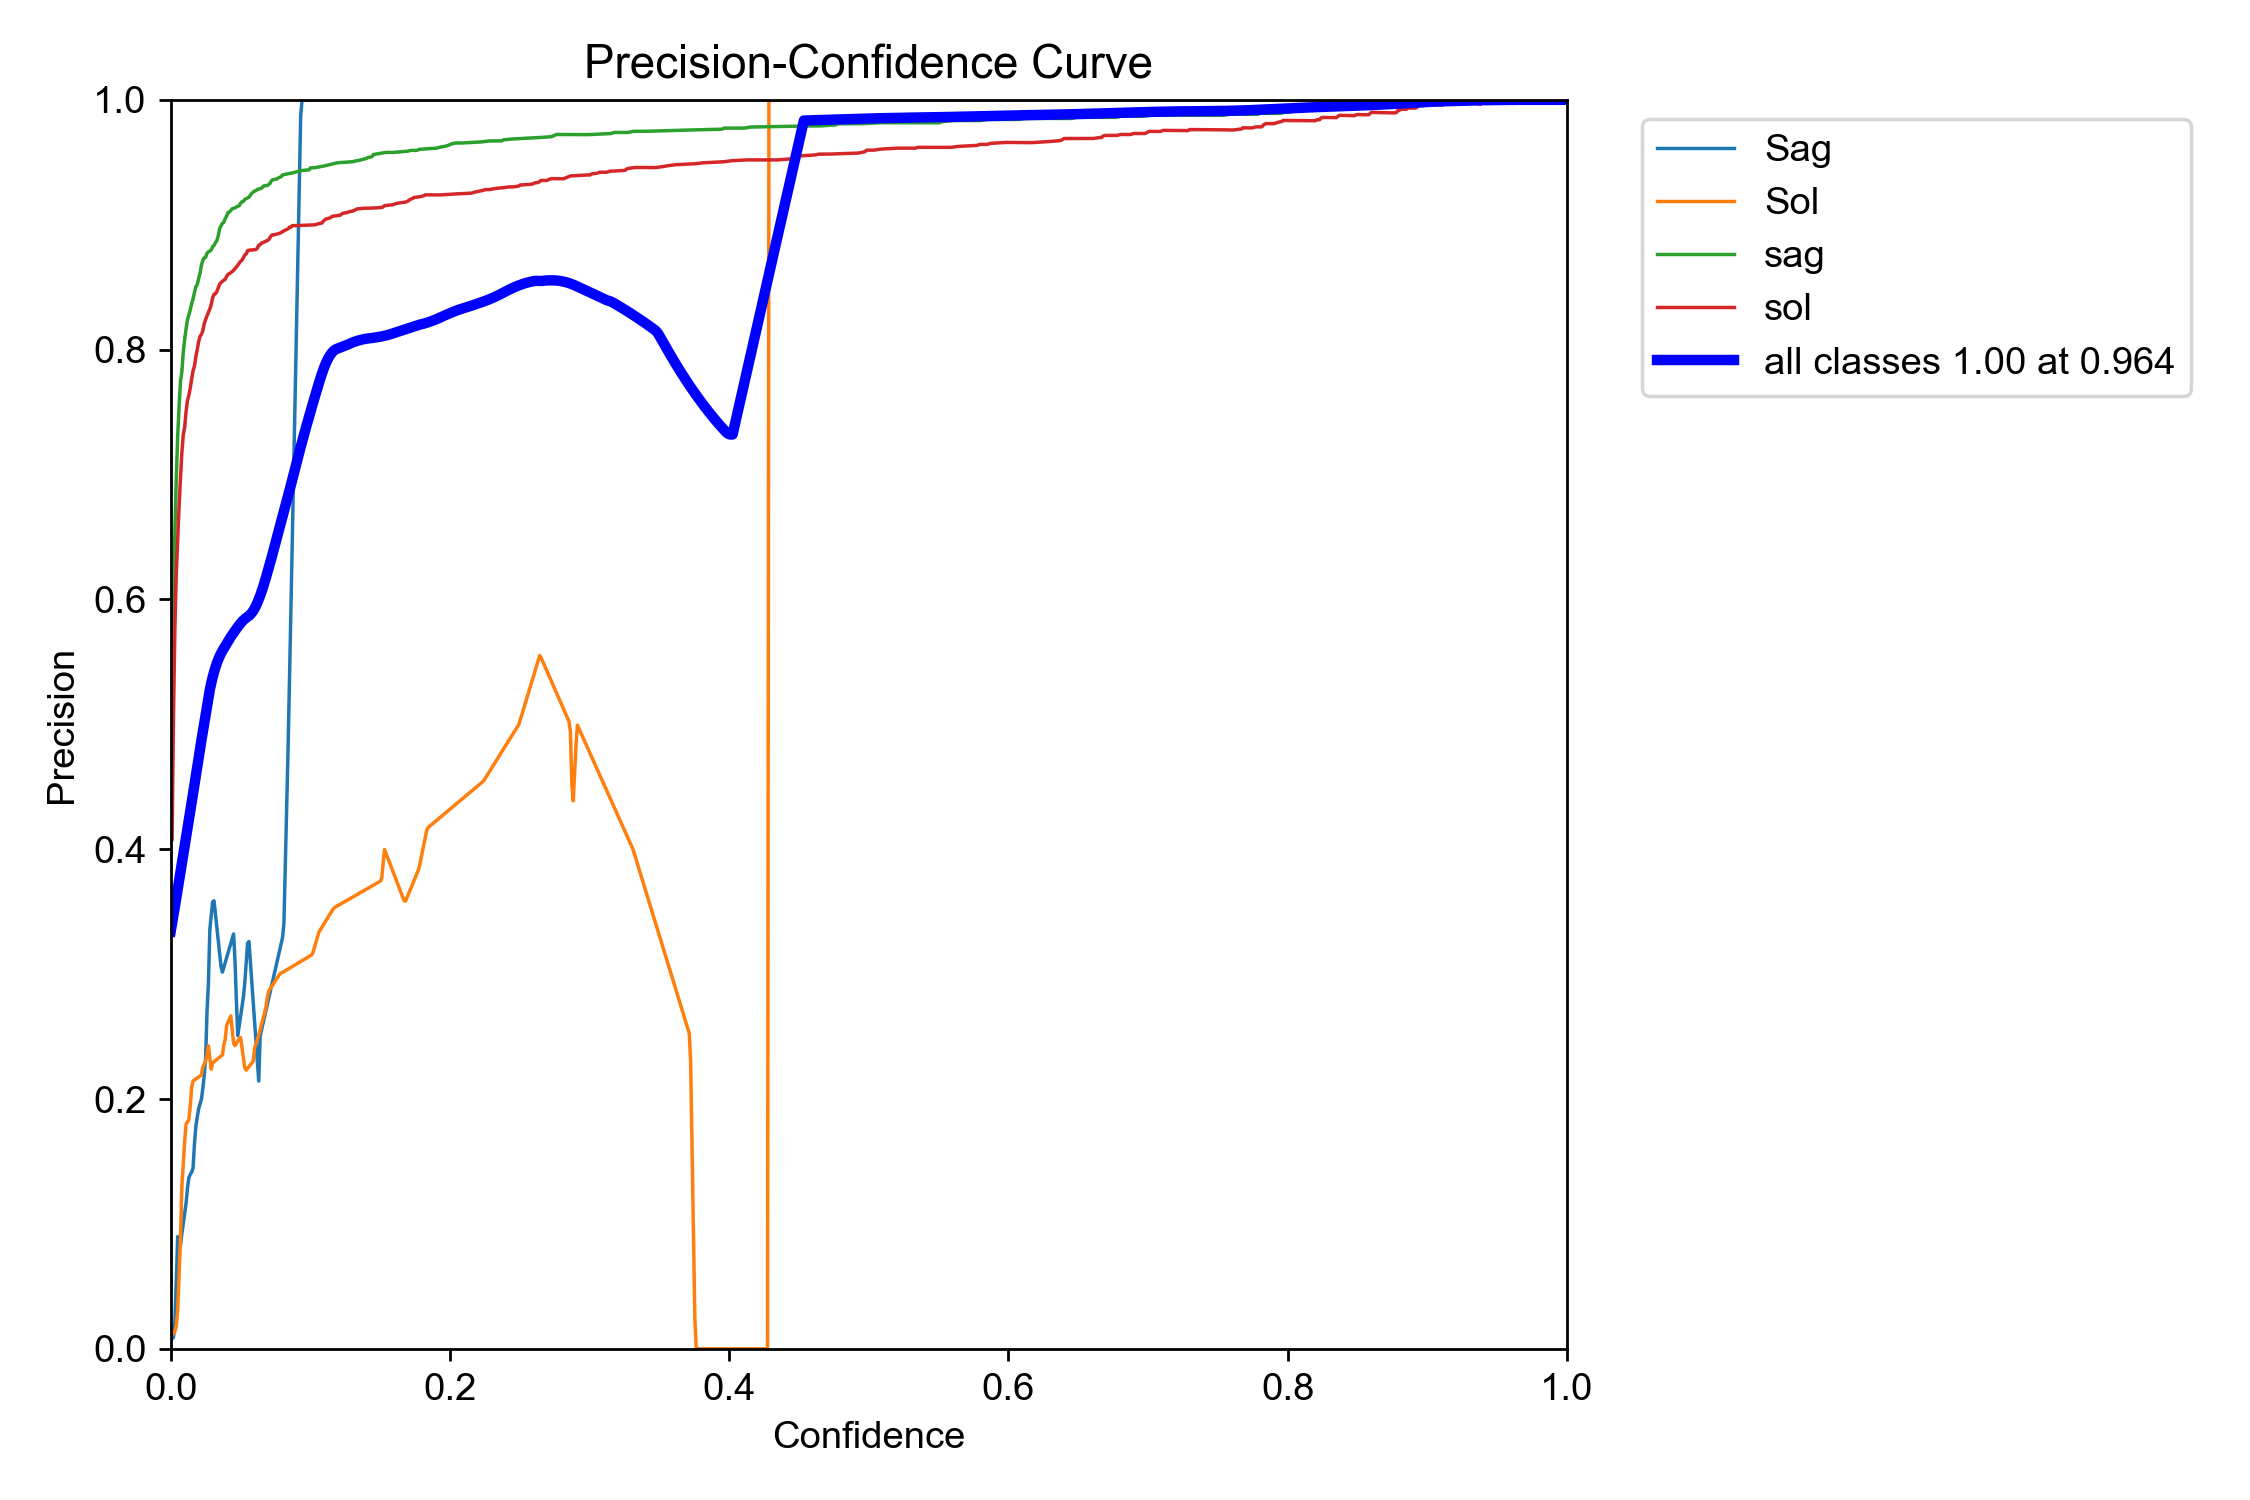 Precision-Confidence Curve
1.0
0.8
0.6
0.4
0.2
0.0
Precision
0.0 0.2 0.4 0.6 0.8 1.0
Confidence
Sag
Sol
sag
sol
all classes 1.00 at 0.964